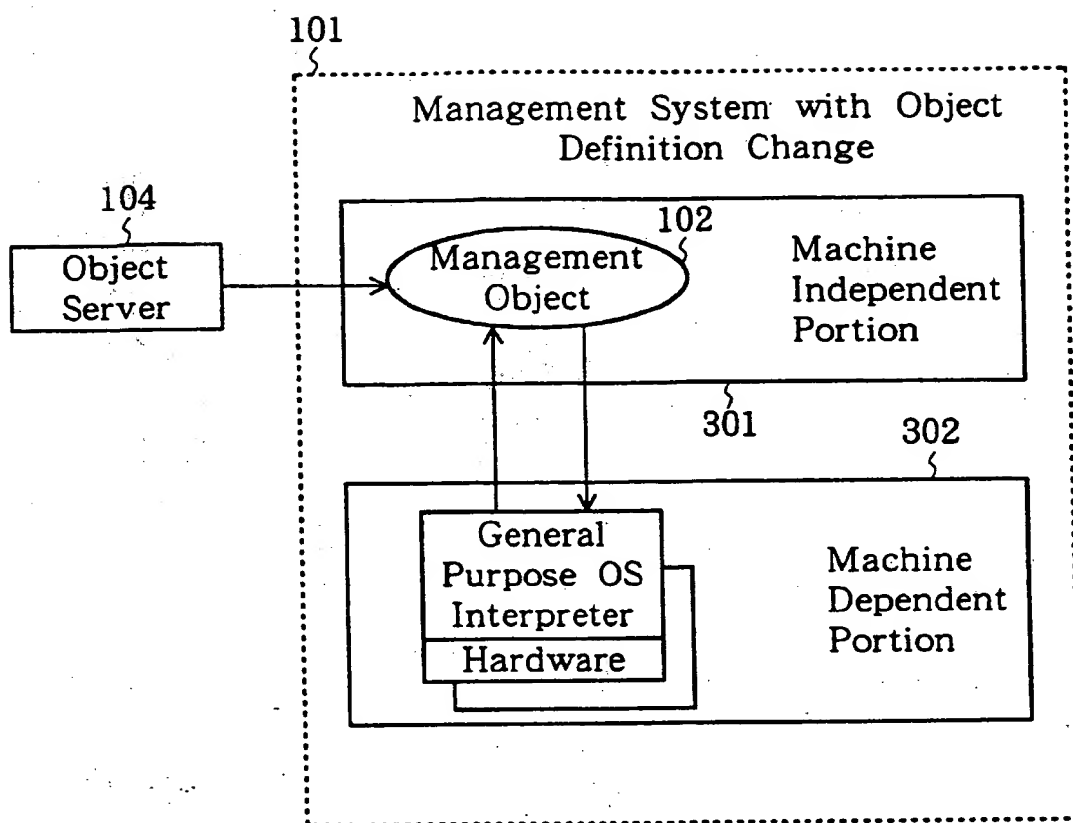 101
Management System with Object
Definition Change
104
Object
Server
102
Management
Object
Machine
Independent
Portion
301
302
General
Purpose OS
Interpreter
Hardware
Machine
Dependent
Portion